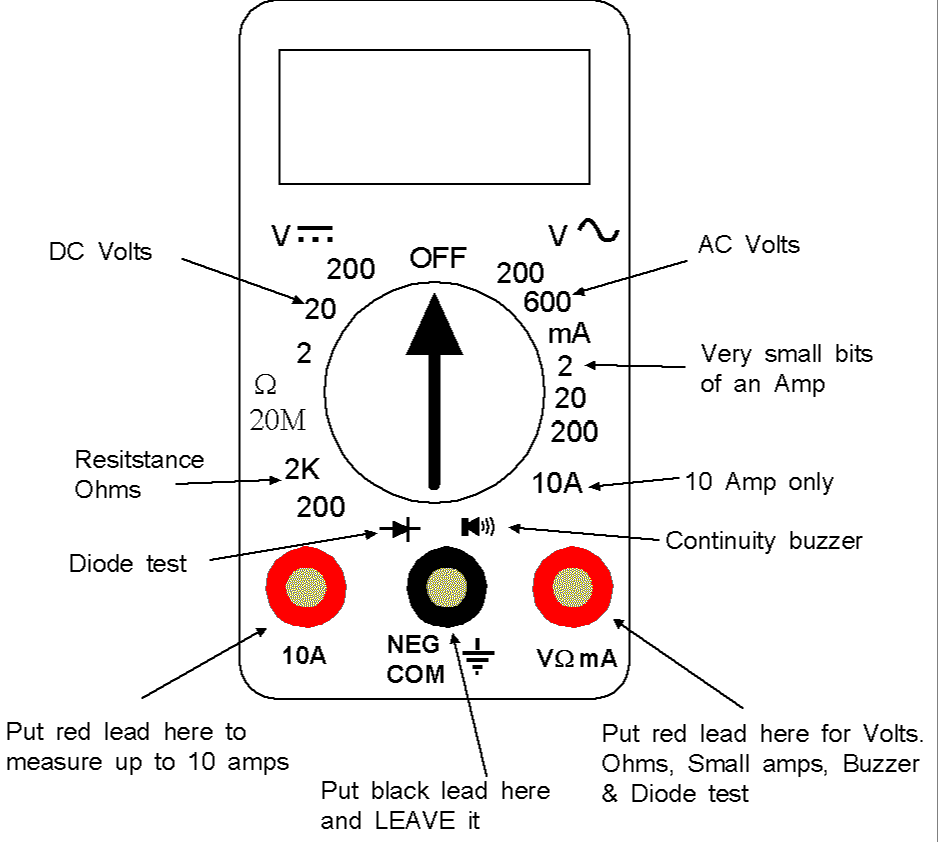 V
V
OFF
DC Volts
AC Volts
200
200
20
600
mA
2
2
Very small bits
of an Amp
Ω
20M
20
200
Resitstance
Ohms
2K
10A
10 Amp only
200
Diode test
Continuity buzzer
10A
NEG
COM
VΩ mA
Put red lead here to
measure up to 10 amps
Put black lead here
and LEAVE it
Put red lead here for Volts.
Ohms, Small amps, Buzzer
& Diode test